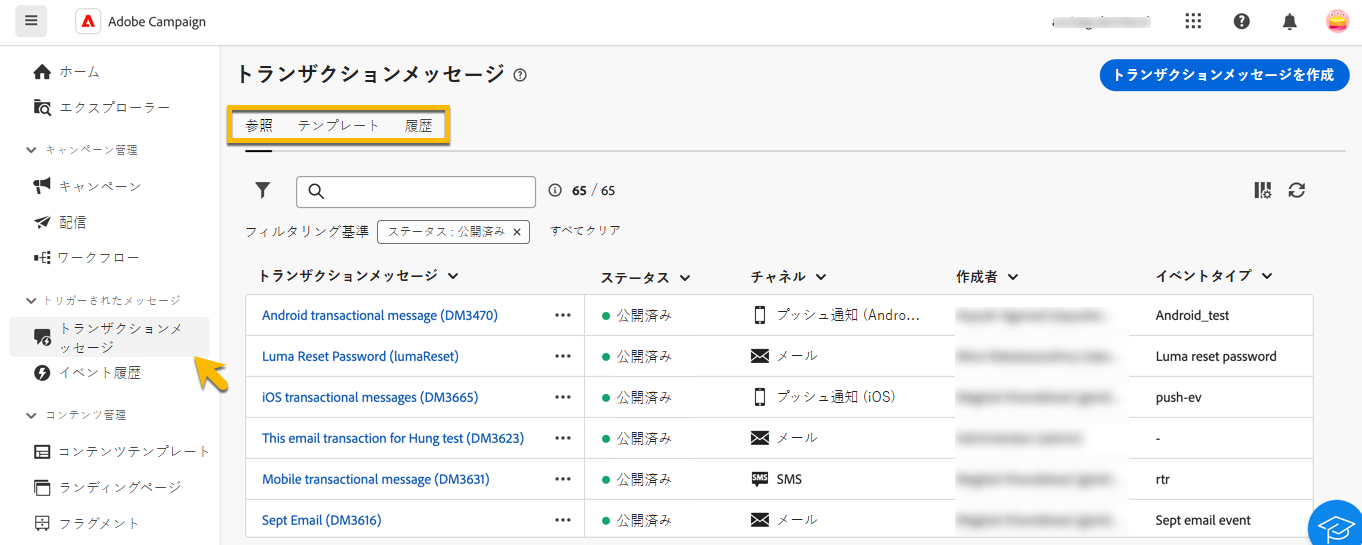 Adobe Campaign
ホーム
エクスプローラー
キャンペーン管理
キャンペーン
配信
ワークフロー
トリガーされたメッセージ
トランザクションメ
ッセージ
イベント履歴
コンテンツ管理
コンテンツテンプレート
ランディングページ
フラグメント
トランザクションメッセージ
トランザクションメッセージを作成
参照 テンプレート 履歴
65 / 65
フィルタリング基準 ステータス : 公開済み × すべてクリア
トランザクションメッセージ ステータス チャネル 作成者 イベントタイプ
Android transactional message (DM3470) 公開済み プッシュ通知 (Andro... Android_test
Luma Reset Password (lumaReset) 公開済み メール Luma reset password
iOS transactional messages (DM3665) 公開済み プッシュ通知 (iOS) push-ev
This email transaction for Hung test (DM3623) 公開済み メール -
Mobile transactional message (DM3631) 公開済み SMS SMS rtr
Sept Email (DM3616) 公開済み メール Sept email event